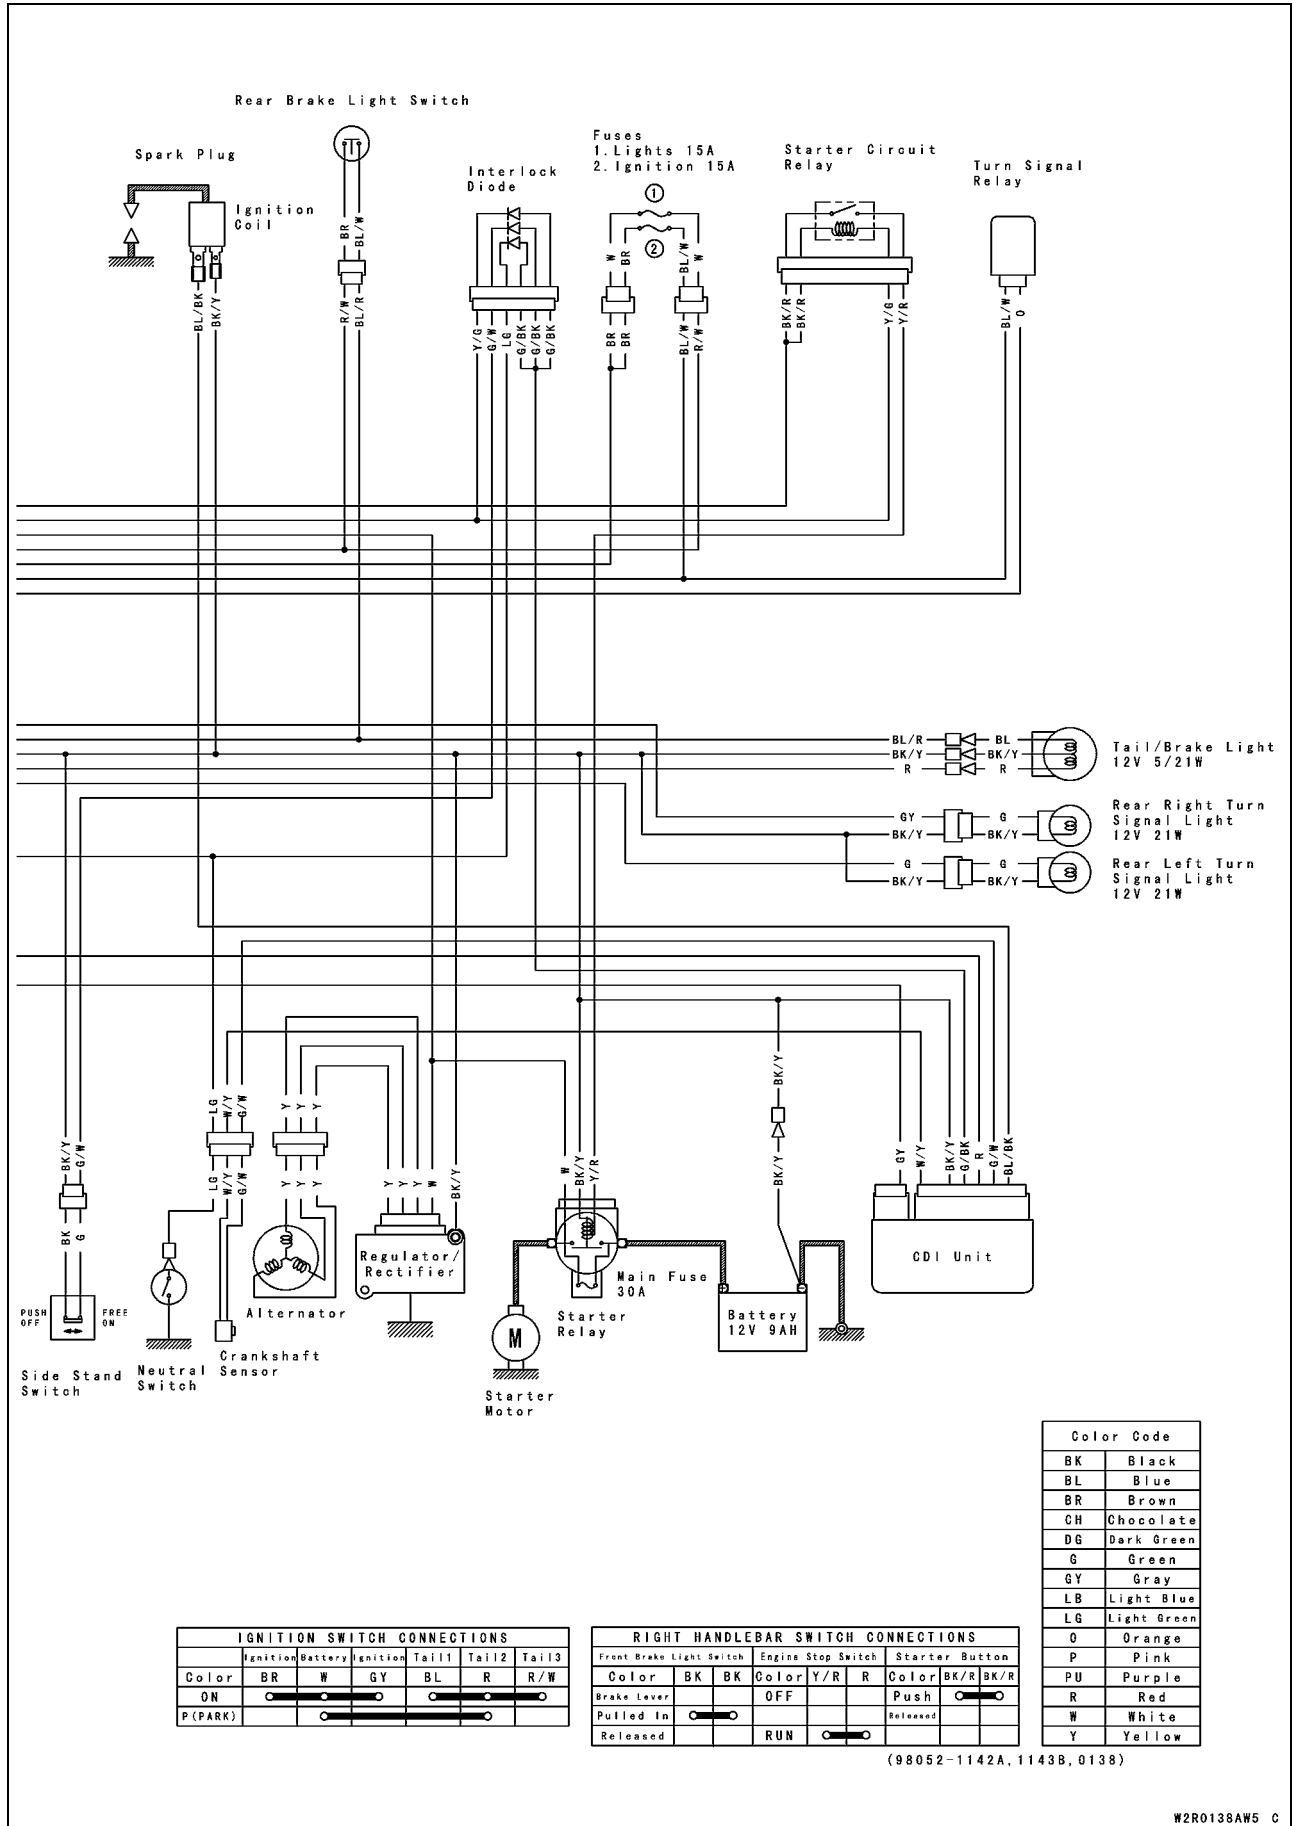 Rear Brake Light Switch
Spark Plug
Ignition
Coil
Interlock
Diode
Fuses
1.Lights 15A
2.Ignition 15A
Starter Circuit
Relay
Turn Signal
Relay
1
2
BR
BL/W
W
BR
BL/W
W
BL/BK
BK/Y
R/W
BL/R
Y/G
G/W
LG
G/BK
G/BK
G/BK
BR
BR
BL/W
R/W
BK/R
BK/R
Y/G
Y/R
BL/W
O
BL/R
BL
BK/Y
BK/Y
R
R
Tail/Brake Light
12V 5/21W
GY
G
BK/Y
BK/Y
Rear Right Turn
Signal Light
12V 21W
G
G
BK/Y
BK/Y
Rear Left Turn
Signal Light
12V 21W
LG
W/Y
G/W
Y
Y
Y
BK/Y
BK/Y
G/W
LG
W/Y
G/W
Y
Y
Y
Y
Y
Y
W
BK/Y
W
BK/Y
Y/R
BK/Y
GY
W/Y
BK/Y
G/BK
R
G/W
BL/BK
BK
G
PUSH
OFF
FREE
ON
Side Stand
Switch
Neutral
Switch
Crankshaft
Sensor
Alternator
Regulator/
Rectifier
Main Fuse
30A
Starter
Relay
M
Starter
Motor
Battery
12V 9AH
CDI Unit
Color Code
BK Black
BL Blue
BR Brown
CH Chocolate
DG Dark Green
G Green
GY Gray
LB Light Blue
LG Light Green
O Orange
P Pink
PU Purple
R Red
W White
Y Yellow
IGNITION SWITCH CONNECTIONS
Ignition Battery Ignition Tail1 Tail2 Tail3
Color BR W GY BL R R/W
ON
P(PARK)
RIGHT HANDLEBAR SWITCH CONNECTIONS
Front Brake Light Switch Engine Stop Switch Starter Button
Color BK BK Color Y/R R Color BK/R BK/R
Brake Lever OFF Push
Pulled In Released
Released RUN
(98052-1142A,1143B,0138)
W2R0138AW5 C